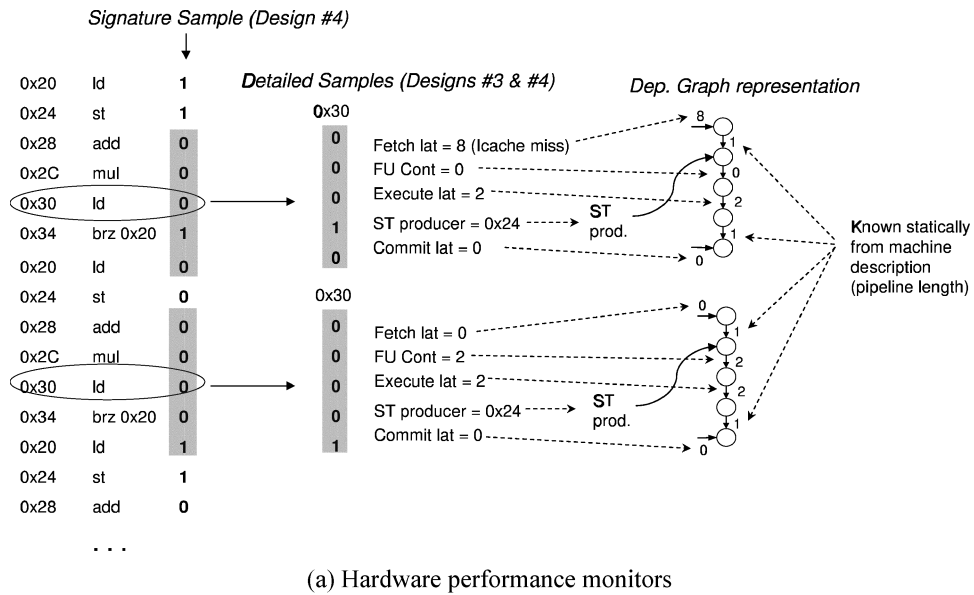 Signature Sample (Design #4)
0x20 ld 1
0x24 st 1
0x28 add 0
0x2C mul 0
0x30 ld 0
0x34 brz 0x20 1
0x20 ld 0
0x24 st 0
0x28 add 0
0x2C mul 0
0x30 ld 0
0x34 brz 0x20 0
0x20 ld 1
0x24 st 1
0x28 add 0
. . .
Detailed Samples (Designs #3 & #4)
0x30
0
0
0
1
0
Fetch lat = 8 (Icache miss)
FU Cont = 0
Execute lat = 2
ST producer = 0x24
Commit lat = 0
0x30
0
0
0
0
1
Fetch lat = 0
FU Cont = 2
Execute lat = 2
ST producer = 0x24
Commit lat = 0
Dep. Graph representation
8
1
0
2
1
0
ST
prod.
0
1
2
2
1
0
ST
prod.
Known statically
from machine
description
(pipeline length)
(a) Hardware performance monitors